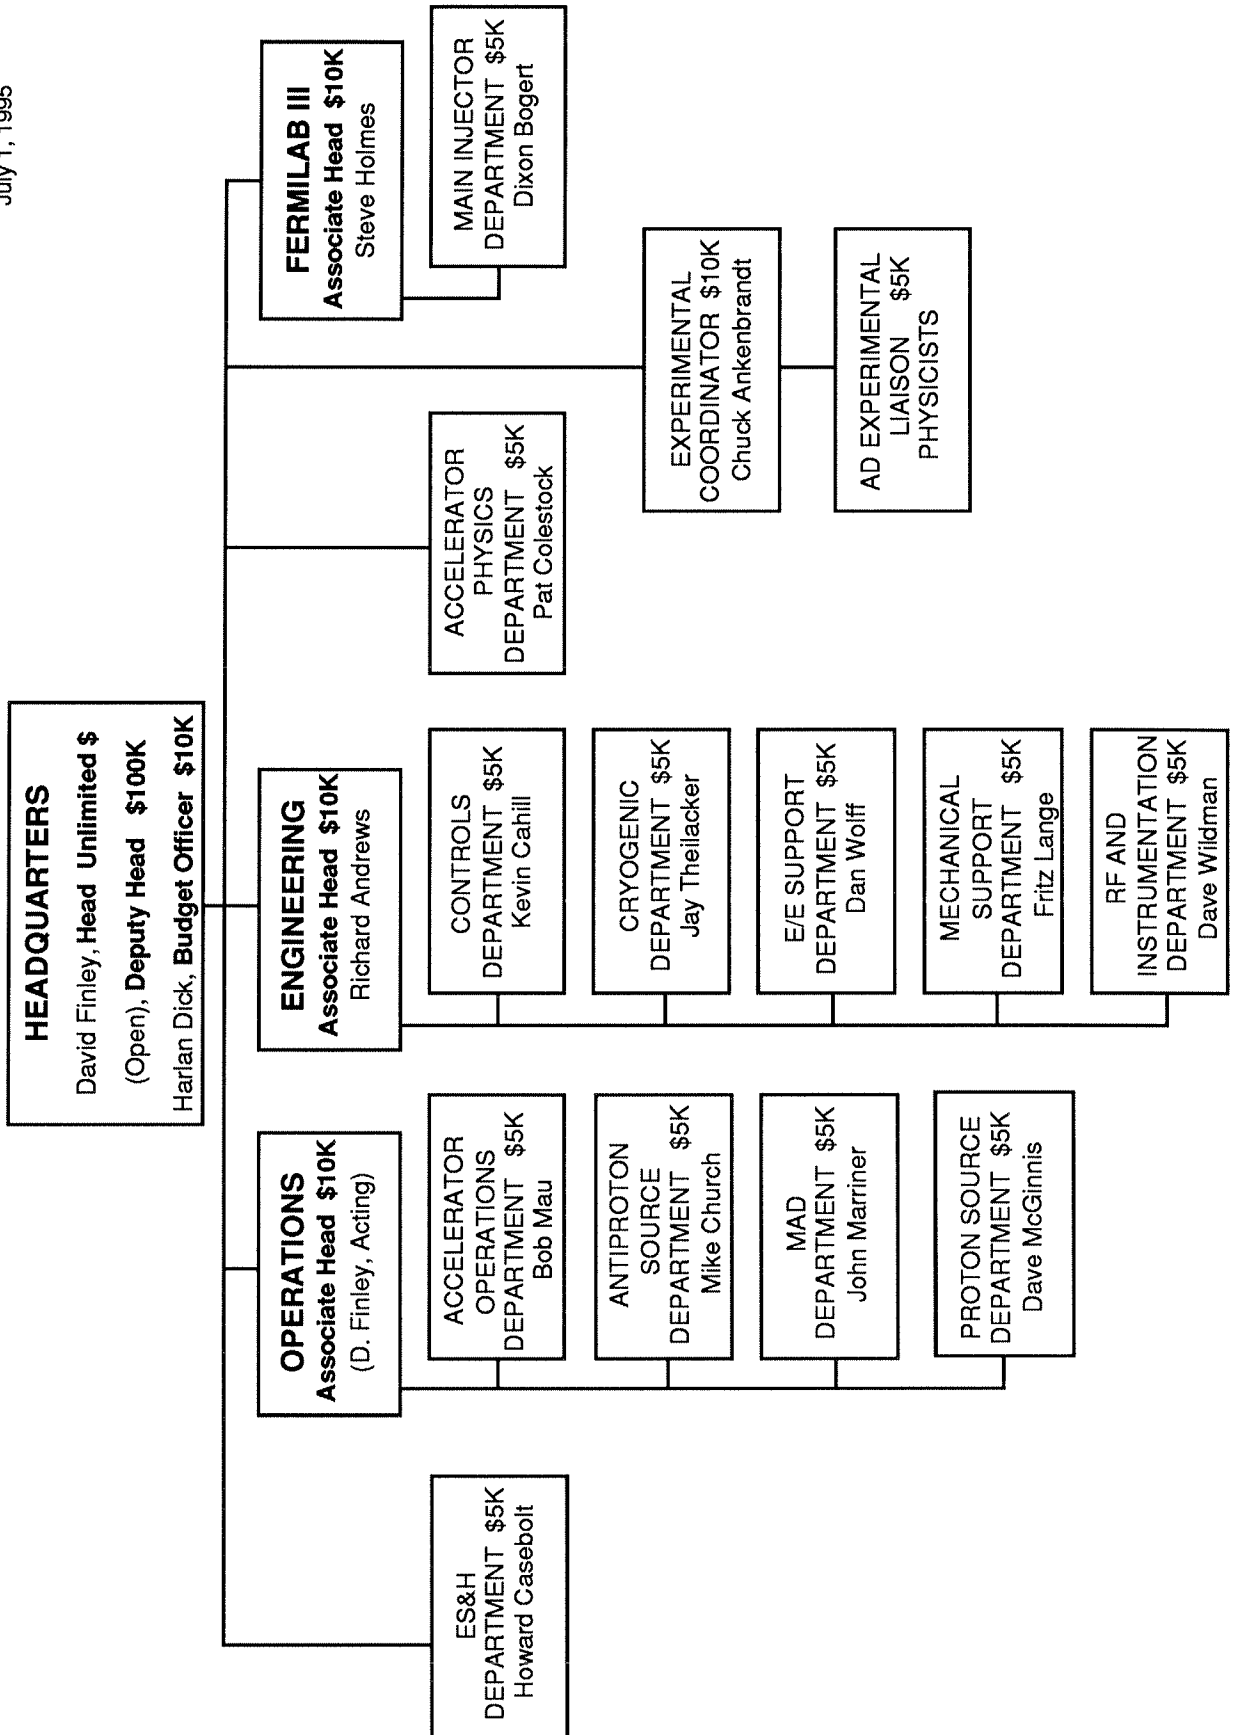 July 1, 1995
HEADQUARTERS
David Finley, Head Unlimited $
(Open), Deputy Head $100K
Harlan Dick, Budget Officer $10K
ES&H
DEPARTMENT $5K
Howard Casebolt
OPERATIONS
Associate Head $10K
(D. Finley, Acting)
ACCELERATOR
OPERATIONS
DEPARTMENT $5K
Bob Mau
ANTIPROTON
SOURCE
DEPARTMENT $5K
Mike Church
MAD
DEPARTMENT $5K
John Marriner
PROTON SOURCE
DEPARTMENT $5K
Dave McGinnis
ENGINEERING
Associate Head $10K
Richard Andrews
CONTROLS
DEPARTMENT $5K
Kevin Cahill
CRYOGENIC
DEPARTMENT $5K
Jay Theilacker
E/E SUPPORT
DEPARTMENT $5K
Dan Wolff
MECHANICAL
SUPPORT
DEPARTMENT $5K
Fritz Lange
RF AND
INSTRUMENTATION
DEPARTMENT $5K
Dave Wildman
ACCELERATOR
PHYSICS
DEPARTMENT $5K
Pat Colestock
EXPERIMENTAL
COORDINATOR $10K
Chuck Ankenbrandt
AD EXPERIMENTAL
LIAISON $5K
PHYSICISTS
FERMILAB III
Associate Head $10K
Steve Holmes
MAIN INJECTOR
DEPARTMENT $5K
Dixon Bogert